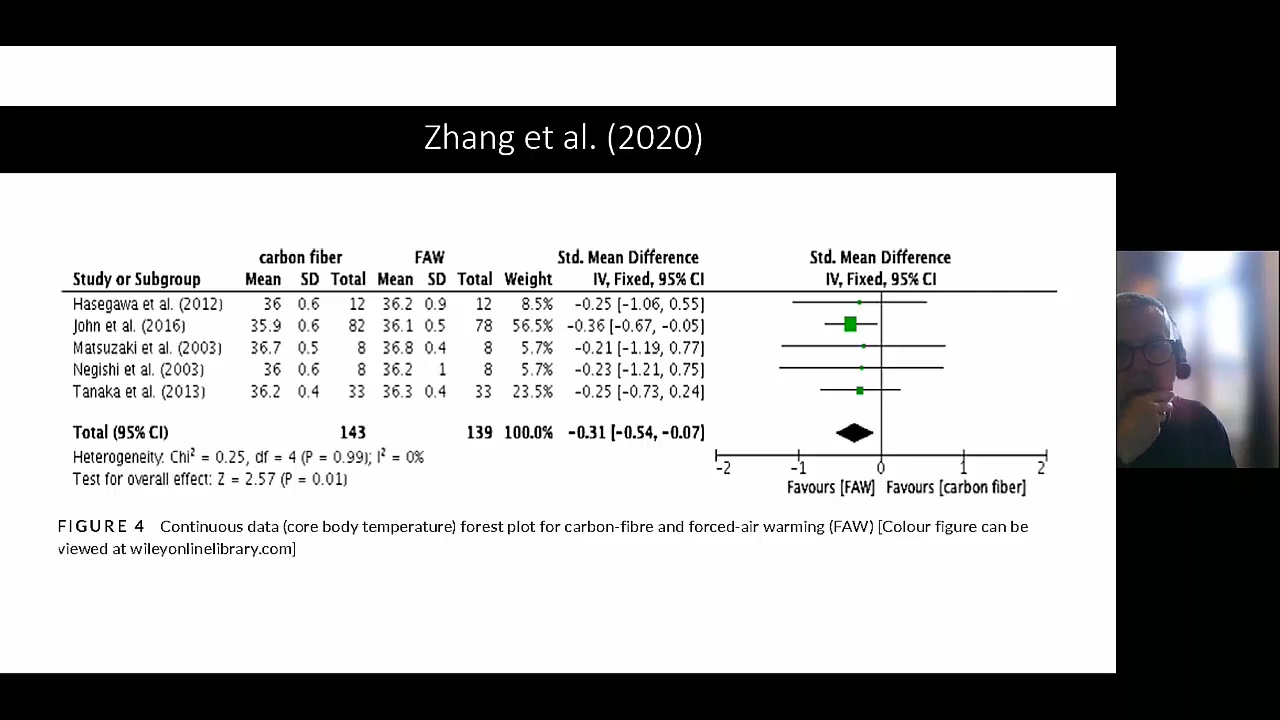 Zhang et al. (2020)
carbon fiber FAW Std. Mean Difference Std. Mean Difference
Study or Subgroup Mean SD Total Mean SD Total Weight IV, Fixed, 95% CI IV, Fixed, 95% CI
Hasegawa et al. (2012) 36 0.6 12 36.2 0.9 12 8.5% -0.25 [-1.06, 0.55]
John et al. (2016) 35.9 0.6 82 36.1 0.5 78 56.5% -0.36 [-0.67, -0.05]
Matsuzaki et al. (2003) 36.7 0.5 8 36.8 0.4 8 5.7% -0.21 [-1.19, 0.77]
Negishi et al. (2003) 36 0.6 8 36.2 1 8 5.7% -0.23 [-1.21, 0.75]
Tanaka et al. (2013) 36.2 0.4 33 36.3 0.4 33 23.5% -0.25 [-0.73, 0.24]
Total (95% CI) 143 139 100.0% -0.31 [-0.54, -0.07]
Heterogeneity: Chi² = 0.25, df = 4 (P = 0.99); I² = 0%
Test for overall effect: Z = 2.57 (P = 0.01)
-2 -1 0 1 2
Favours [FAW] Favours [carbon fiber]
FIGURE 4 Continuous data (core body temperature) forest plot for carbon-fibre and forced-air warming (FAW) [Colour figure can be
viewed at wileyonlinelibrary.com]